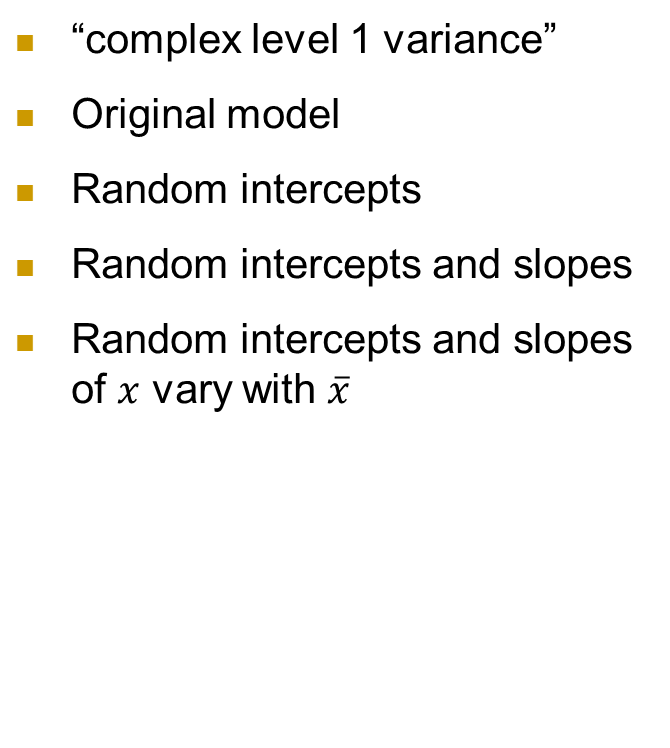 “complex level 1 variance”
Original model
Random intercepts
Random intercepts and slopes
Random intercepts and slopes
of x vary with x̄